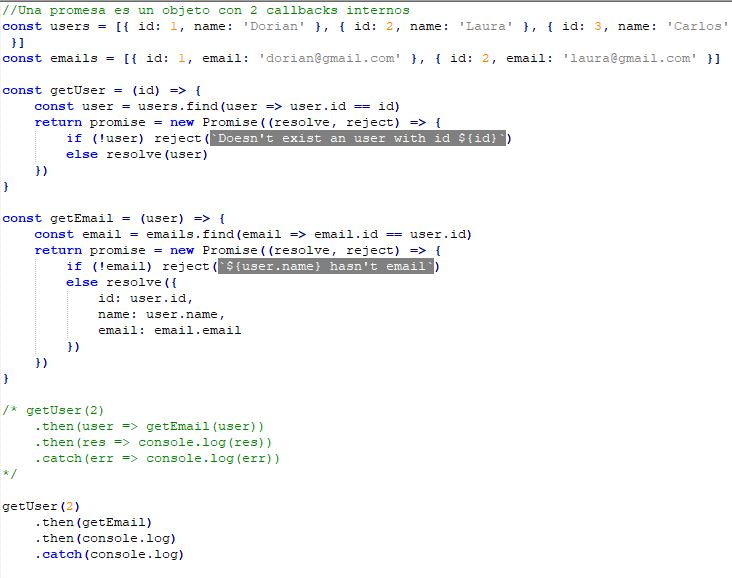 //Una promesa es un objeto con 2 callbacks internos
const users = [{ id: 1, name: 'Dorian' }, { id: 2, name: 'Laura' }, { id: 3, name: 'Carlos'
}]
const emails = [{ id: 1, email: 'dorian@gmail.com' }, { id: 2, email: 'laura@gmail.com' }]

const getUser = (id) => {
    const user = users.find(user => user.id == id)
    return promise = new Promise((resolve, reject) => {
        if (!user) reject(`Doesn't exist an user with id ${id}`)
        else resolve(user)
    })
}

const getEmail = (user) => {
    const email = emails.find(email => email.id == user.id)
    return promise = new Promise((resolve, reject) => {
        if (!email) reject(`${user.name} hasn't email`)
        else resolve({
            id: user.id,
            name: user.name,
            email: email.email
        })
    })
}

/* getUser(2)
    .then(user => getEmail(user))
    .then(res => console.log(res))
    .catch(err => console.log(err))
*/

getUser(2)
    .then(getEmail)
    .then(console.log)
    .catch(console.log)